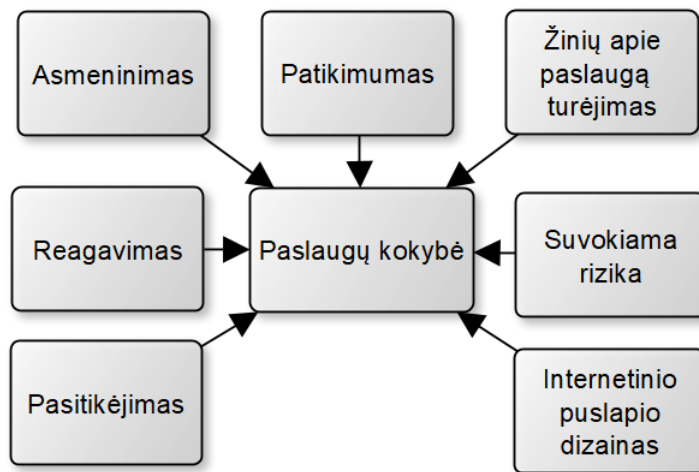 Asmeninimas
Patikimumas
Žinių apie
paslaugą
turėjimas
Reagavimas
Paslaugų kokybė
Suvokiama
rizika
Pasitikėjimas
Internetinio
puslapio
dizainas